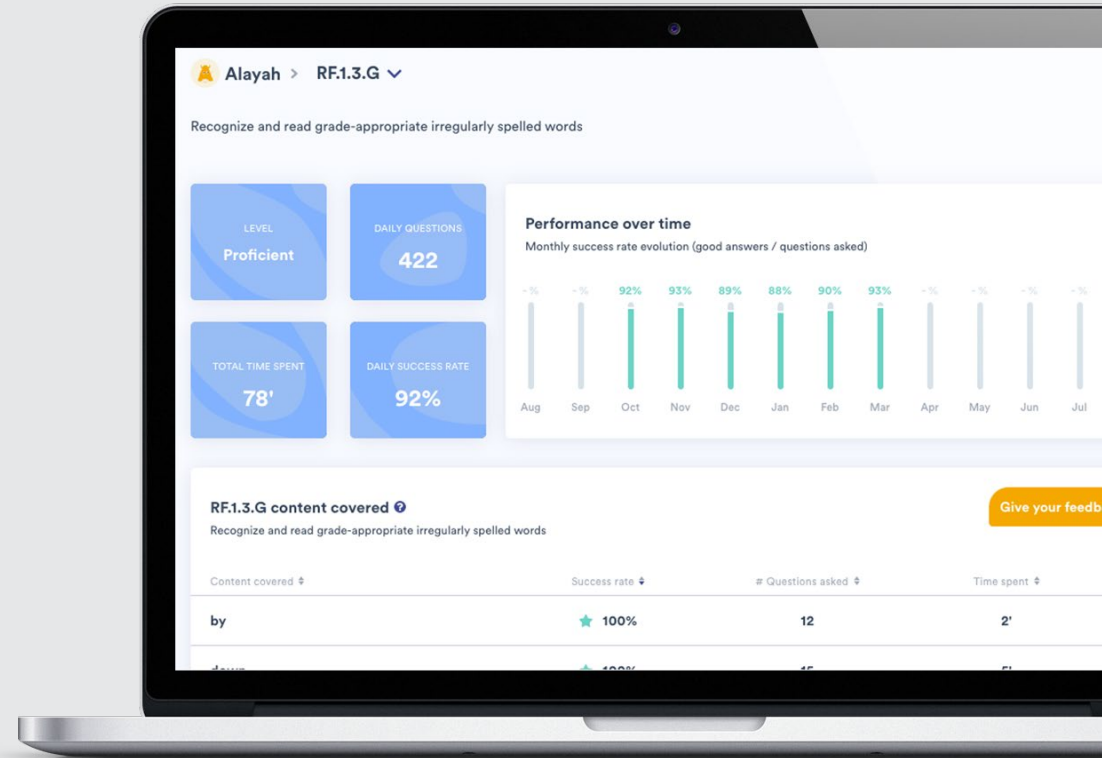 Alayah > RF.1.3.G
Recognize and read grade-appropriate irregularly spelled words
LEVEL
Proficient
DAILY QUESTIONS
422
TOTAL TIME SPENT
78'
DAILY SUCCESS RATE
92%
Performance over time
Monthly success rate evolution (good answers / questions asked)
-% -% 92% 93% 89% 88% 90% 93% -% -% -% -%
Aug Sep Oct Nov Dec Jan Feb Mar Apr May Jun Jul
RF.1.3.G content covered
Recognize and read grade-appropriate irregularly spelled words
Give your feedb
Content covered Success rate # Questions asked Time spent
by 100% 12 2'